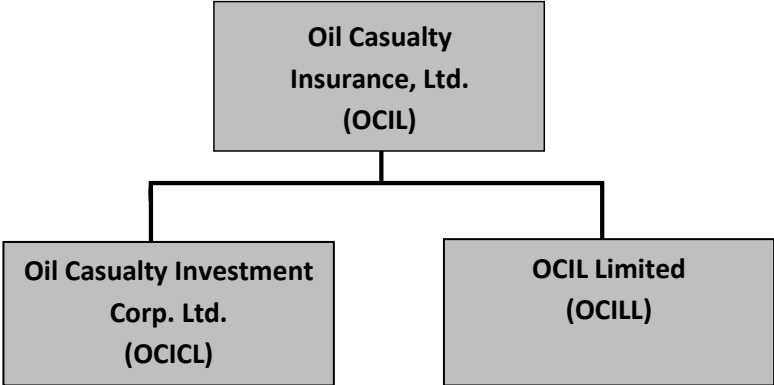 Oil Casualty
Insurance, Ltd.
(OCIL)
Oil Casualty Investment
Corp. Ltd.
(OCICL)
OCIL Limited
(OCILL)